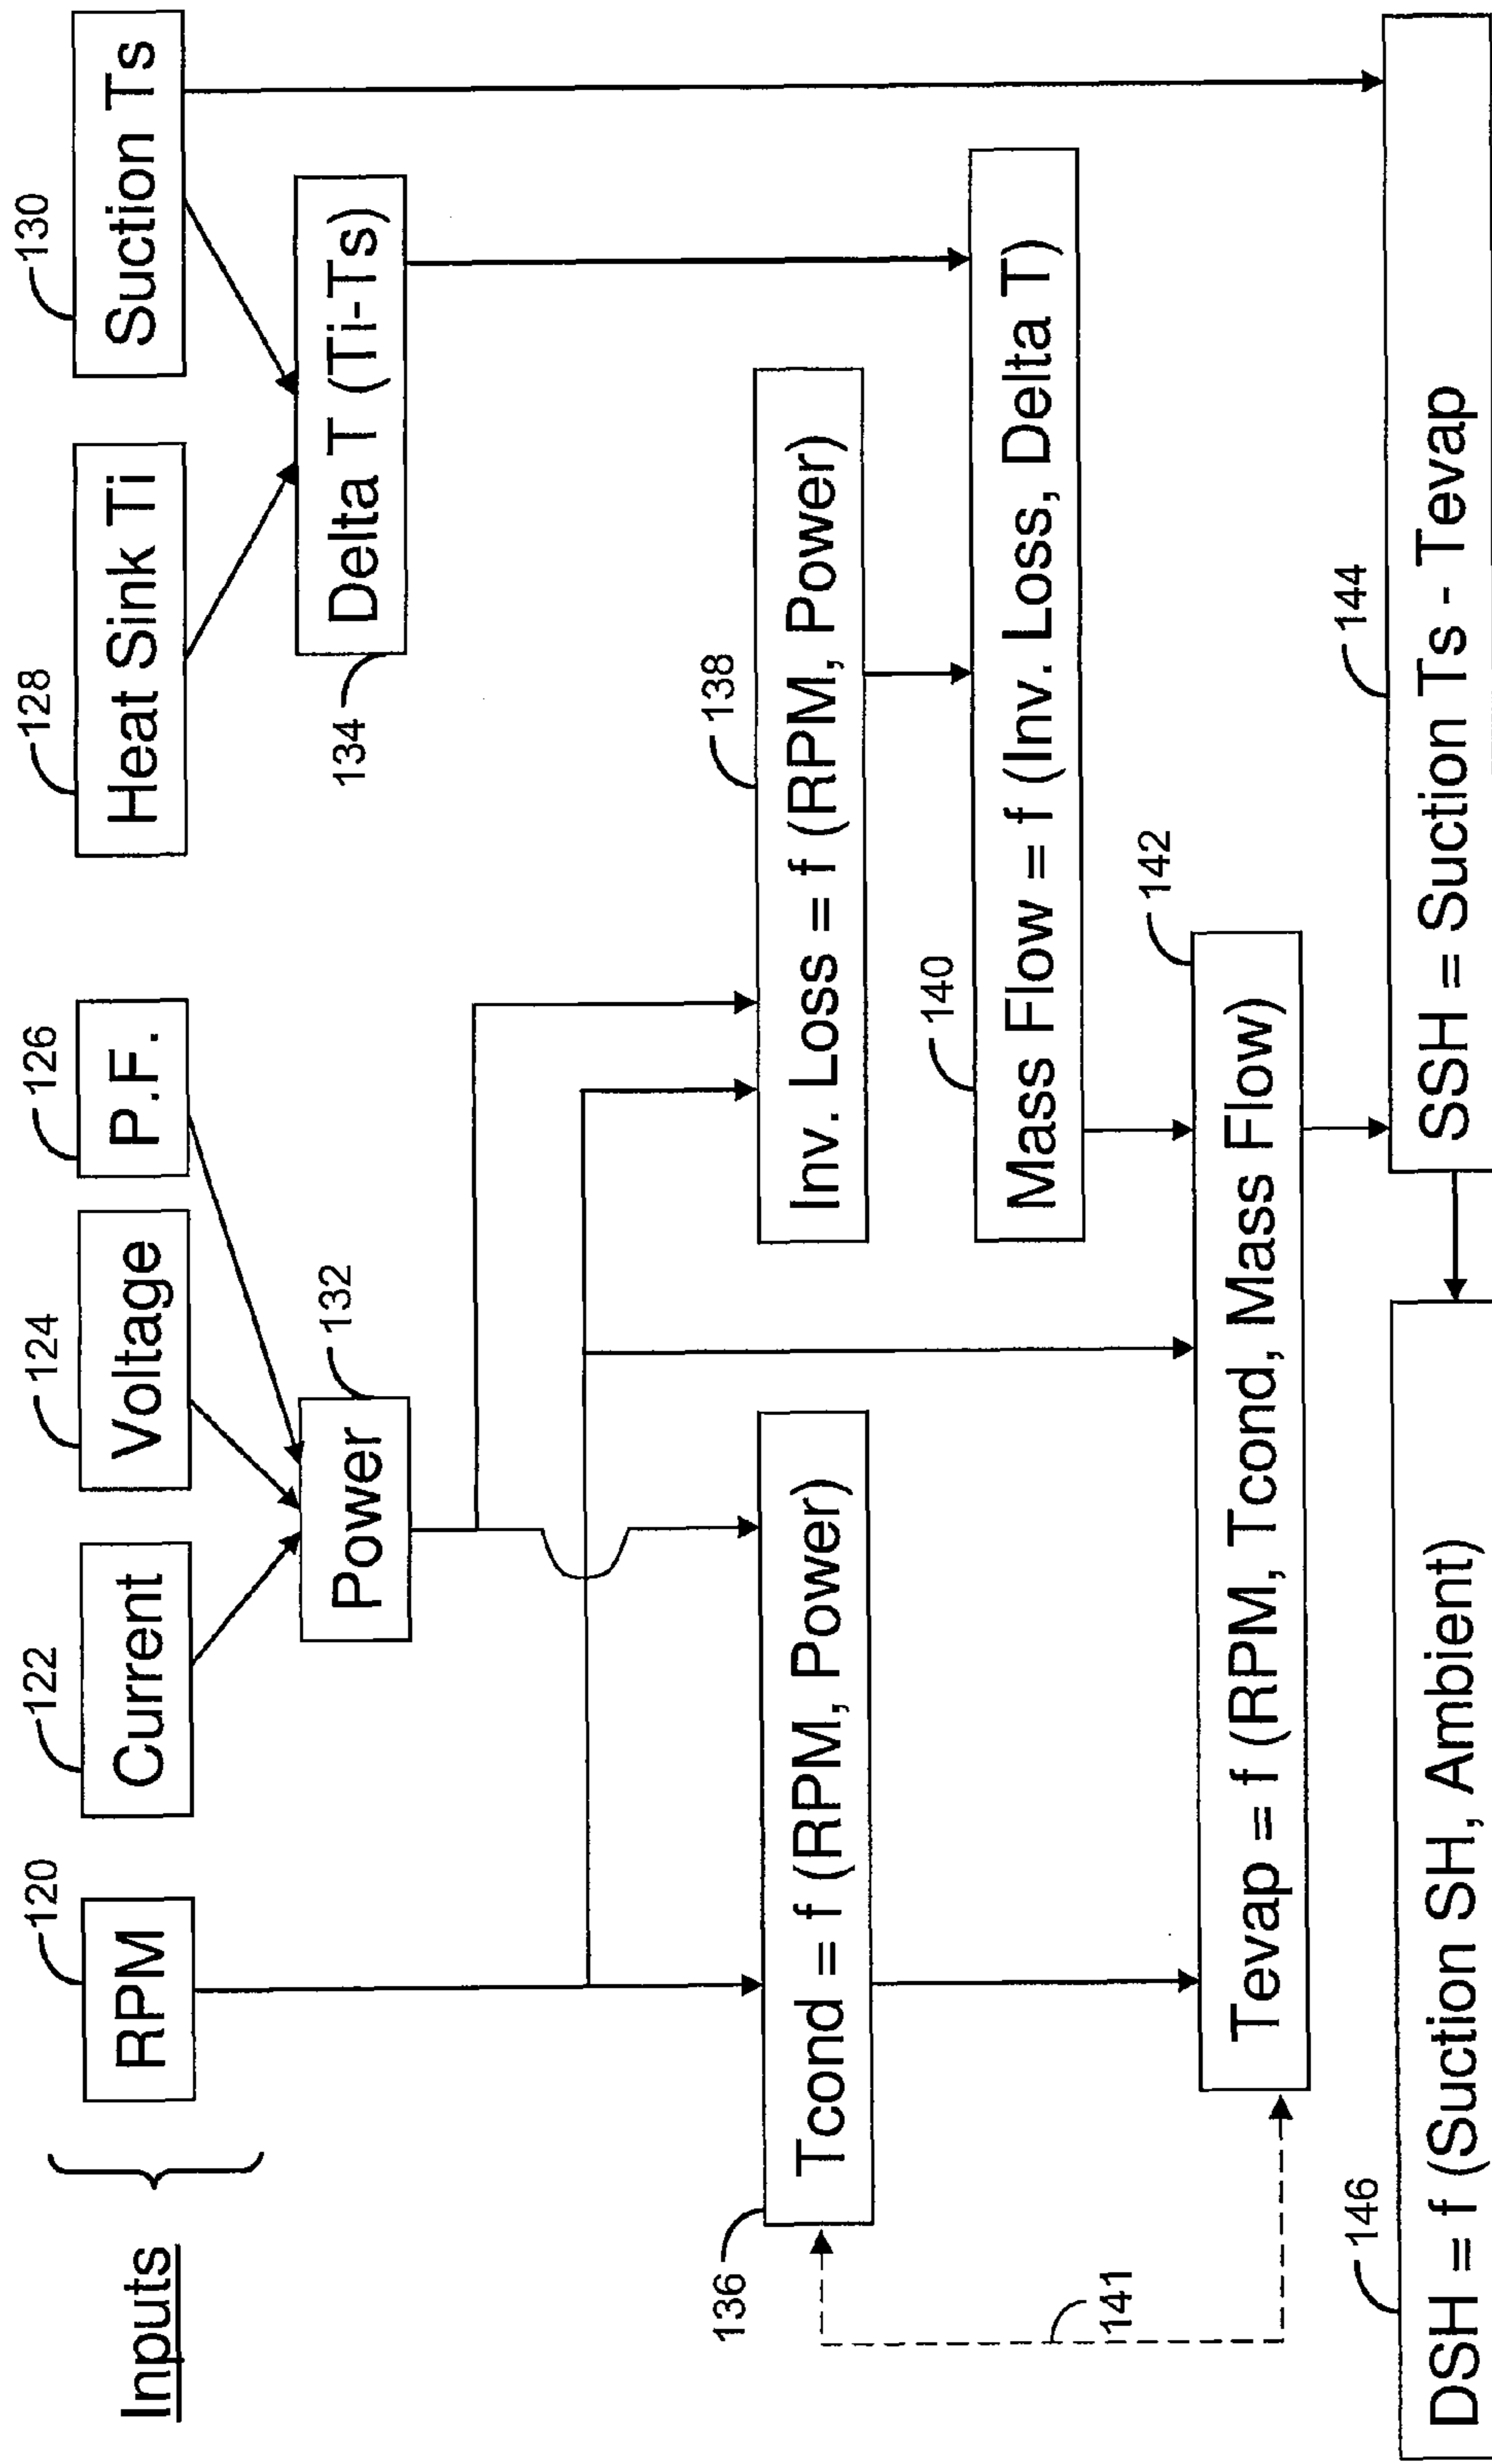 Inputs
120
RPM
122
Current
124
Voltage
126
P.F.
128
Heat Sink Ti
130
Suction Ts
132
Power
134
Delta T (Ti-Ts)
136
Tcond = f (RPM, Power)
138
Inv. Loss = f (RPM, Power)
140
Mass Flow = f (Inv. Loss, Delta T)
141
142
Tevap = f (RPM, Tcond, Mass Flow)
144
SSH = Suction Ts - Tevap
146
DSH = f (Suction SH, Ambient)